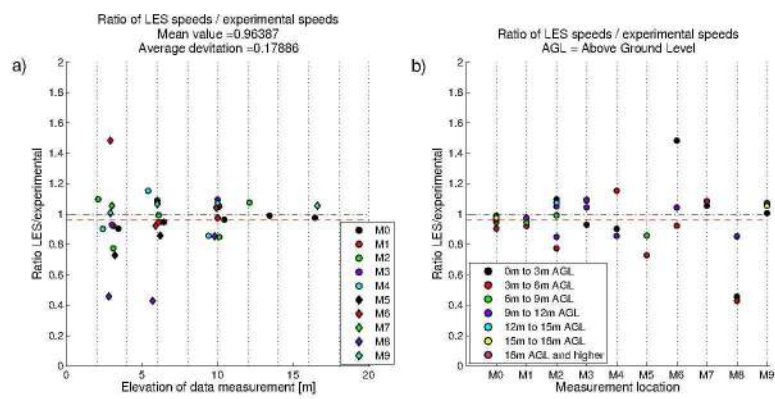 Ratio of LES speeds / experimental speeds
Mean value =0.96387
Average devitation =0.17886
a)
Ratio LES/experimental
2
1.8
1.6
1.4
1.2
1
0.8
0.6
0.4
0.2
0
0
5
10
15
20
Elevation of data measurement [m]
M0
M1
M2
M3
M4
M5
M6
M7
M8
M9
Ratio of LES speeds / experimental speeds
AGL = Above Ground Level
b)
Ratio LES/experimental
2
1.8
1.6
1.4
1.2
1
0.8
0.6
0.4
0.2
0
0m to 3m AGL
3m to 6m AGL
6m to 9m AGL
9m to 12m AGL
12m to 15m AGL
15m to 18m AGL
18m AGL and higher
M0 M1 M2 M3 M4 M5 M6 M7 M8 M9
Measurement location